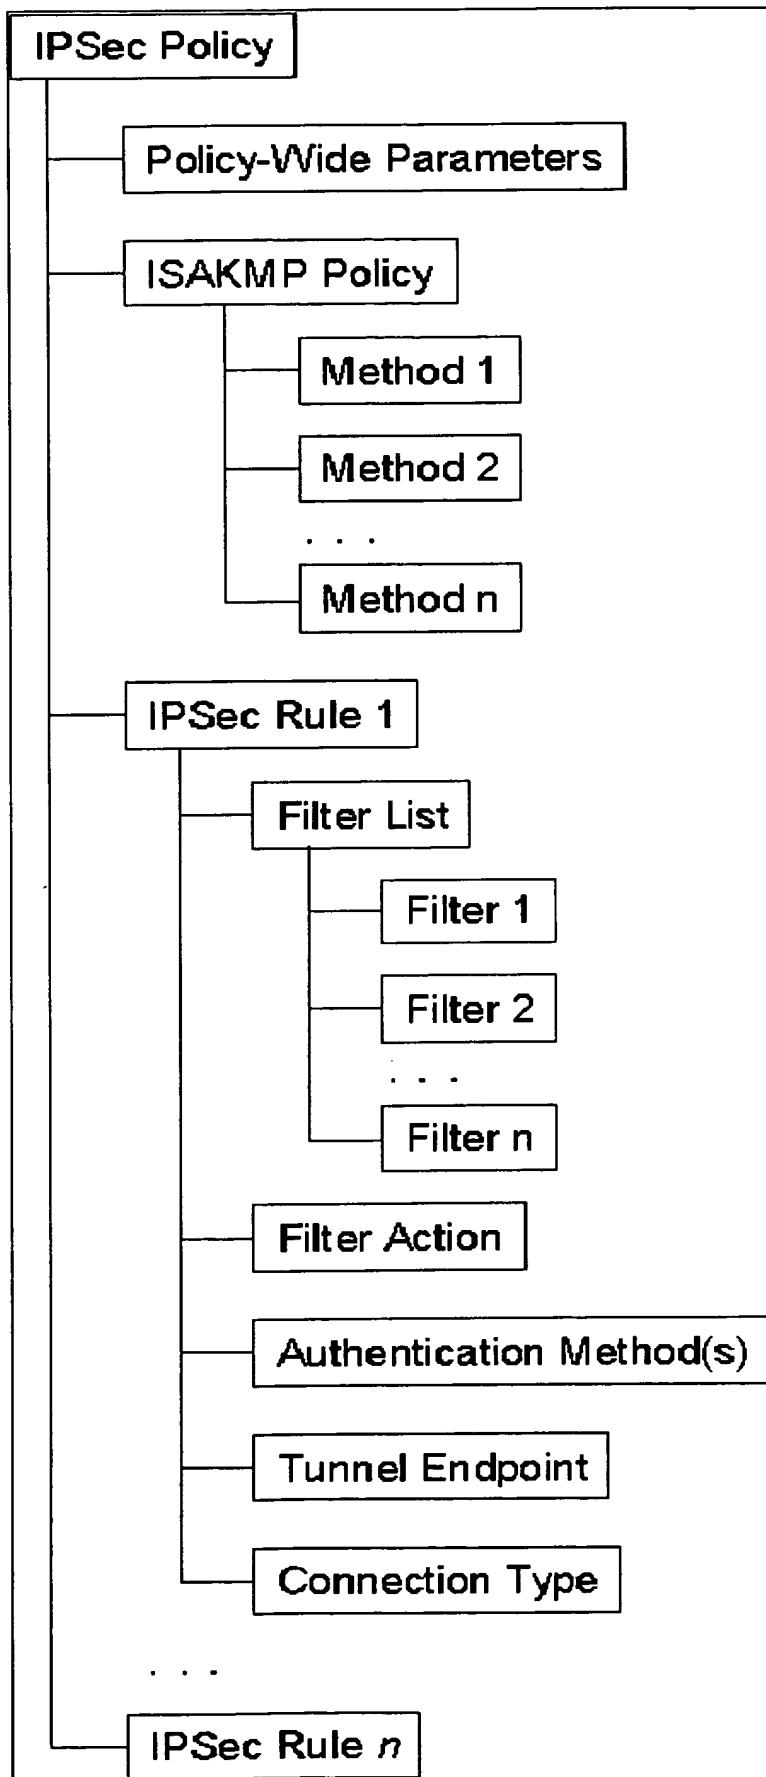 IPSec Policy
Policy-Wide Parameters
ISAKMP Policy
Method 1
Method 2
. . .
Method n
IPSec Rule 1
Filter List
Filter 1
Filter 2
. . .
Filter n
Filter Action
Authentication Method(s)
Tunnel Endpoint
Connection Type
. . .
IPSec Rule n